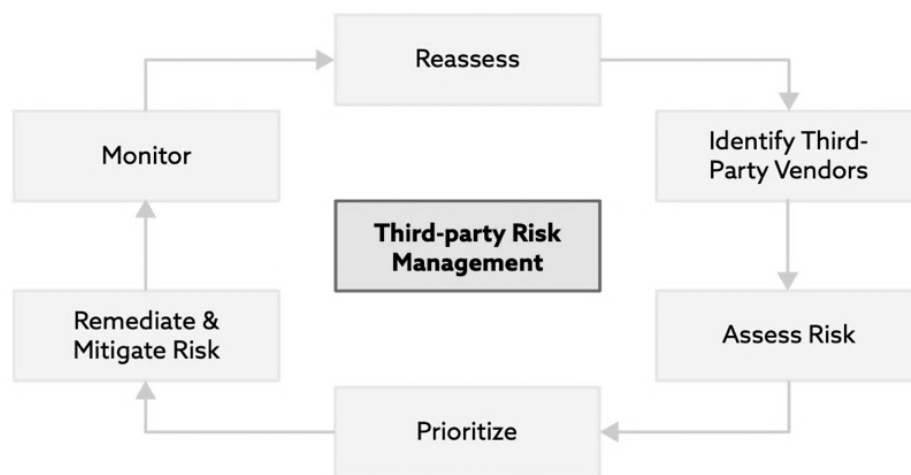 Reassess
Monitor
Identify Third-
Party Vendors
Third-party Risk
Management
Remediate &
Mitigate Risk
Assess Risk
Prioritize